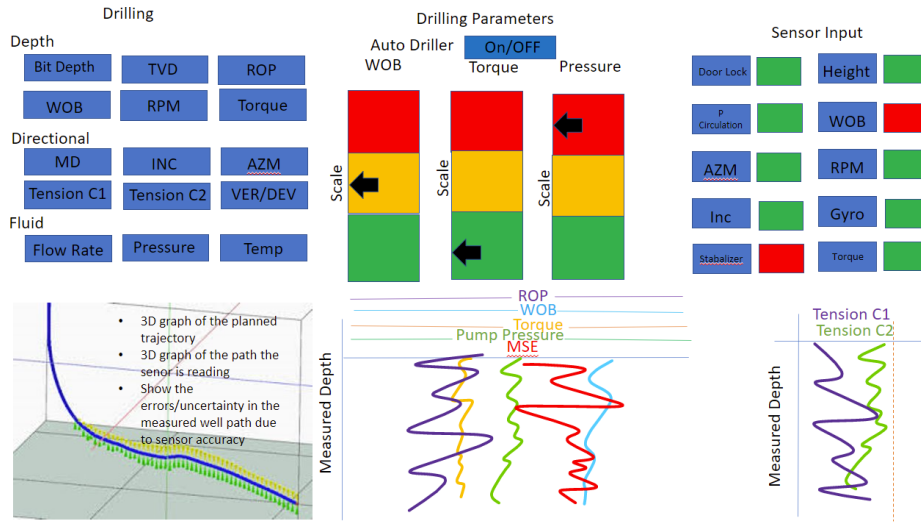 Drilling
Depth
Bit Depth
TVD
ROP
WOB
RPM
Torque
Directional
MD
INC
AZM
Tension C1
Tension C2
VER/DEV
Fluid
Flow Rate
Pressure
Temp
Drilling Parameters
Auto Driller
On/OFF
WOB
Torque
Pressure
Scale
Scale
Scale
Sensor Input
Door Lock
Height
P
Circulation
WOB
AZM
RPM
Inc
Gyro
Stabalizer
Torque
• 3D graph of the planned
trajectory
• 3D graph of the path the
senor is reading
• Show the
errors/uncertainty in the
measured well path due
to sensor accuracy
ROP
WOB
Torque
Pump Pressure
MSE
Measured Depth
Tension C1
Tension C2
Measured Depth